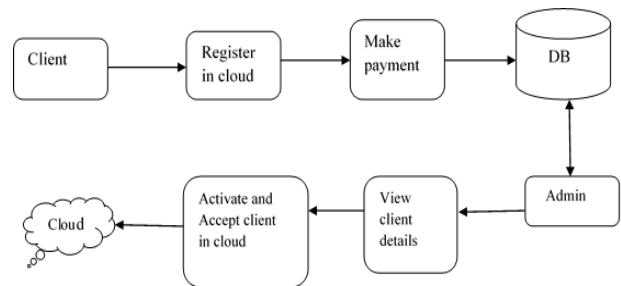 Client
Register
in cloud
Make
payment
DB
Cloud
Activate and
Accept client
in cloud
View
client
details
Admin